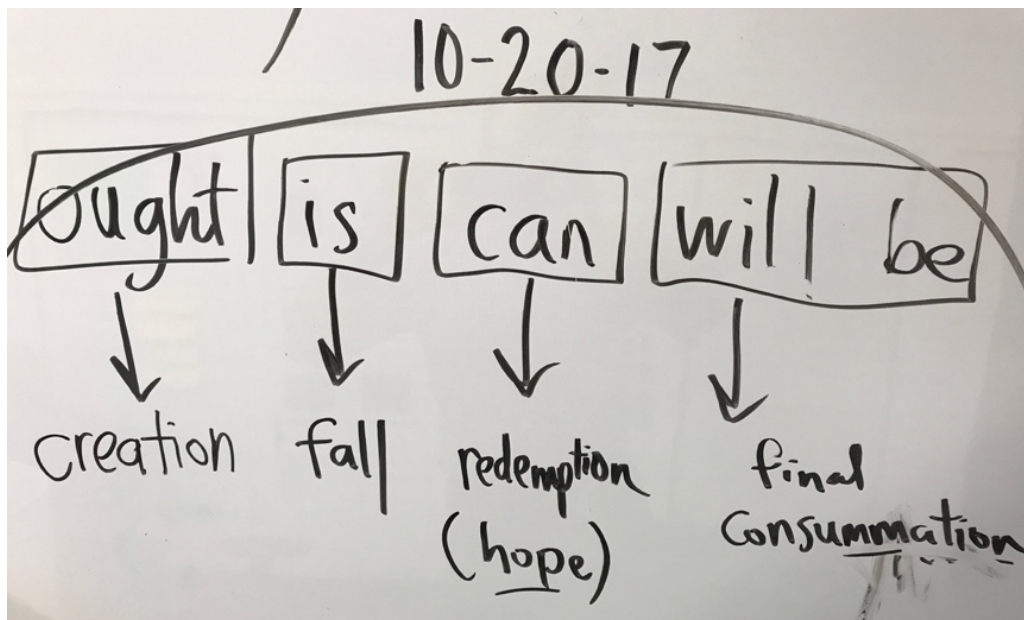 10-20-17
ought is can will be
creation fall redemption final
(hope) consummation